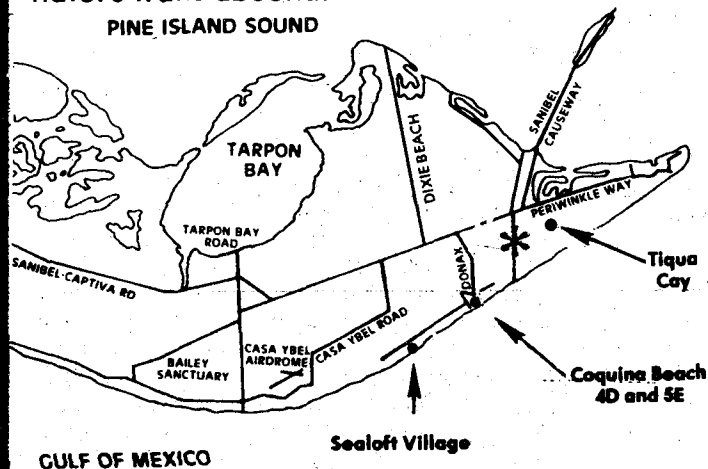 PINE ISLAND SOUND
SANIBEL
CAUSEWAY
TARPON
BAY
DIXIE BEACH
PERIWINKLE WAY
TARPON BAY
ROAD
SANIBEL-CAPTIVA RD
DONAX
Tiqua
Cay
CASA YBEL ROAD
CASA YBEL
AIRDROME
BAILEY
SANCTUARY
Coquina Beach
4D and 5E
Sealoft Village
GULF OF MEXICO